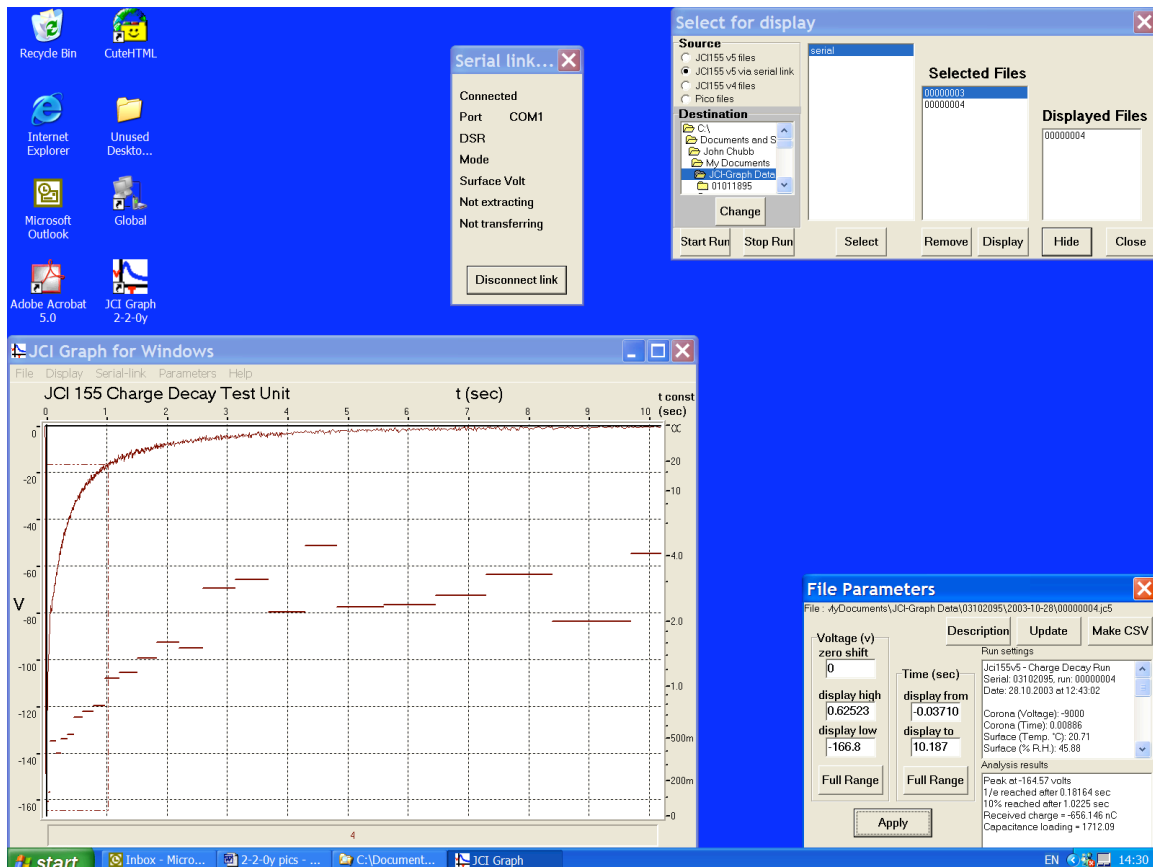 Recycle Bin
CuteHTML
Internet
Explorer
Unused
Deskto...
Microsoft
Outlook
Global
Adobe Acrobat
5.0
JCI Graph
2-2-0y
Serial link...
Connected
Port COM1
DSR
Mode
Surface Volt
Not extracting
Not transferring
Disconnect link
Select for display
Source
JCI155 v5 files
JCI155 v5 via serial link
JCI155 v4 files
Pico files
Destination
C:\
Documents and S
John Chubb
My Documents
JCI-Graph Data
01011895
Change
Start Run
Stop Run
serial
Select
Selected Files
00000003
00000004
Remove
Display
Displayed Files
00000004
Hide
Close
JCI Graph for Windows
File Display Serial-link Parameters Help
JCI 155 Charge Decay Test Unit
t (sec)
t const
(sec)
0 1 2 3 4 5 6 7 8 9 10
V
0
-20
-40
-60
-80
-100
-120
-140
-160
20
10
4.0
2.0
1.0
500m
200m
0
4
File Parameters
JCI-Graph Data\03102095\2003-10-28\00000004.jc5
Description
Update
Make CSV
Voltage (v)
zero shift
0
display high
0.62523
display low
-166.8
Full Range
Time (sec)
display from
-0.03710
display to
10.187
Full Range
Apply
Run settings
Jci155v5 - Charge Decay Run
Serial: 03102095, run: 00000004
Date: 28.10.2003 at 12:43:02
Corona (Voltage): -9000
Corona (Time): 0.00886
Surface (Temp. °C): 20.71
Surface (% R.H.): 45.88
Analysis results
Peak at -164.57 volts
1/e reached after 0.18164 sec
10% reached after 1.0225 sec
Received charge = -656.146 nC
Capacitance loading = 1712.09
start
Inbox - Micro...
2-2-0y pics - ...
C:\Document...
JCI Graph
EN
14:30